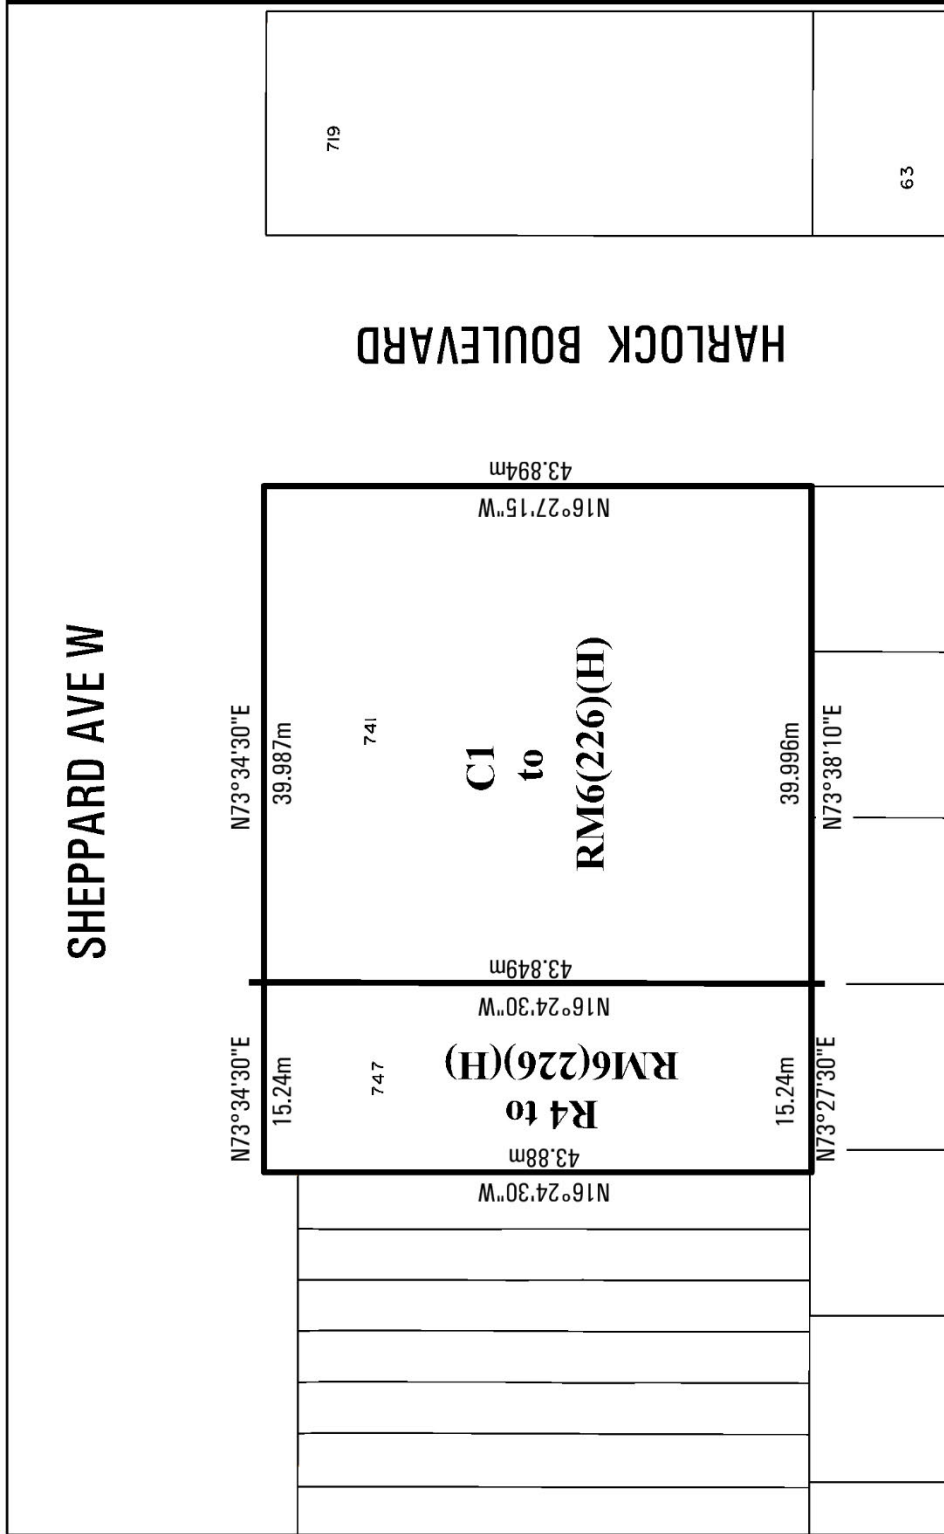 SHEPPARD AVE W
HARLOCK BOULEVARD
719
63
N73°34'30"E
39.987m
741
C1
to
RM6(226)(H)
39.996m
N73°38'10"E
43.894m
N16°27'15"W
43.849m
N16°24'30"W
N73°34'30"E
15.24m
747
R4 to
RM6(226)(H)
15.24m
N73°27'30"E
43.88m
N16°24'30"W